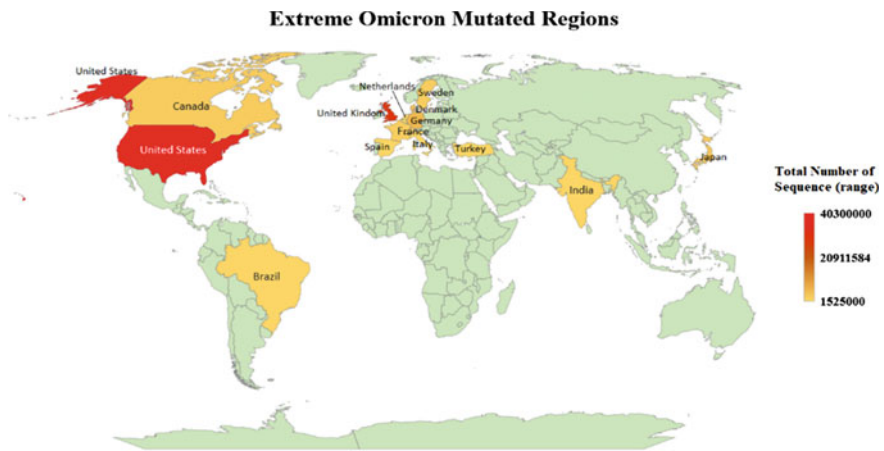 Extreme Omicron Mutated Regions
United States
Canada
United States
Netherlands
Sweden
United Kindom
Denmark
Germany
France
Spain
Italy
Turkey
Japan
India
Brazil
Total Number of
Sequence (range)
40300000
20911584
1525000